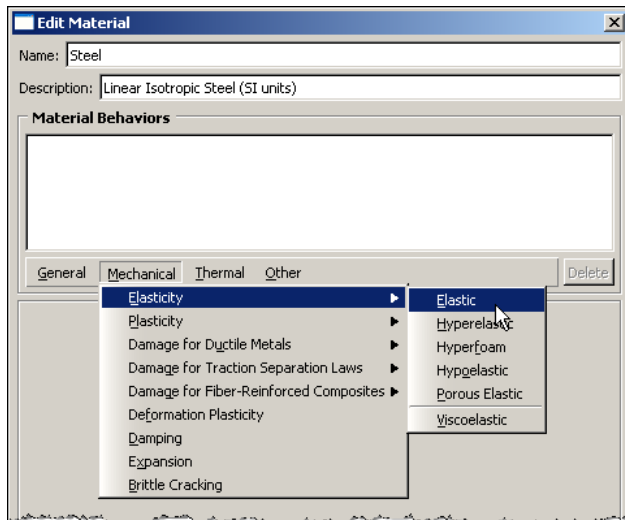 Edit Material
Name: Steel
Description: Linear Isotropic Steel (SI units)
Material Behaviors
General Mechanical Thermal Other Delete
Elasticity
Plasticity
Damage for Ductile Metals
Damage for Traction Separation Laws
Damage for Fiber-Reinforced Composites
Deformation Plasticity
Damping
Expansion
Brittle Cracking
Elastic
Hyperelastic
Hyperfoam
Hypoelastic
Porous Elastic
Viscoelastic